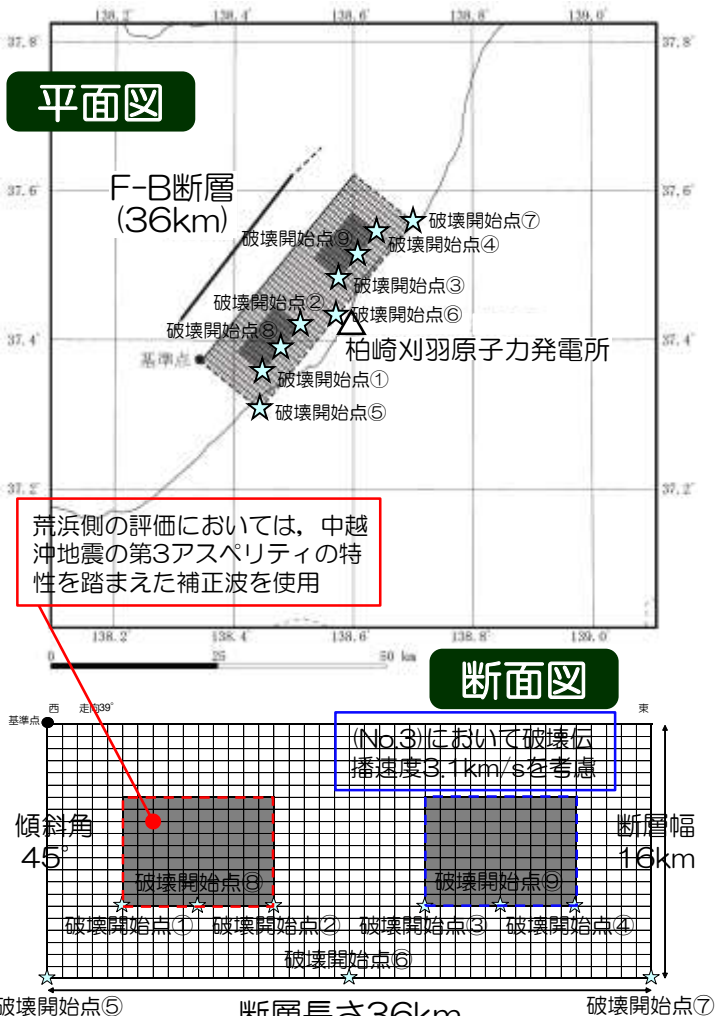 138.2° 138.4° 138.6° 138.8° 139.0°
37.8° 37.8°
平面図
37.6° 37.6°
F-B断層
(36km)
破壊開始点⑦
破壊開始点⑨
破壊開始点④
破壊開始点③
破壊開始点②
破壊開始点⑥
破壊開始点⑧
37.4° 37.4°
柏崎刈羽原子力発電所
基準点
破壊開始点①
破壊開始点⑤
37.2° 37.2°
荒浜側の評価においては，中越
沖地震の第3アスペリティの特
性を踏まえた補正波を使用
138.2° 138.4° 138.6° 138.8° 139.0°
0 25 50 km
断面図
西 走向39° 東
基準点
(No.3)において破壊伝
播速度3.1km/sを考慮
傾斜角
45°
断層幅
16km
破壊開始点⑧ 破壊開始点⑨
破壊開始点① 破壊開始点② 破壊開始点③ 破壊開始点④
破壊開始点⑥
破壊開始点⑤ 断層長さ36km 破壊開始点⑦